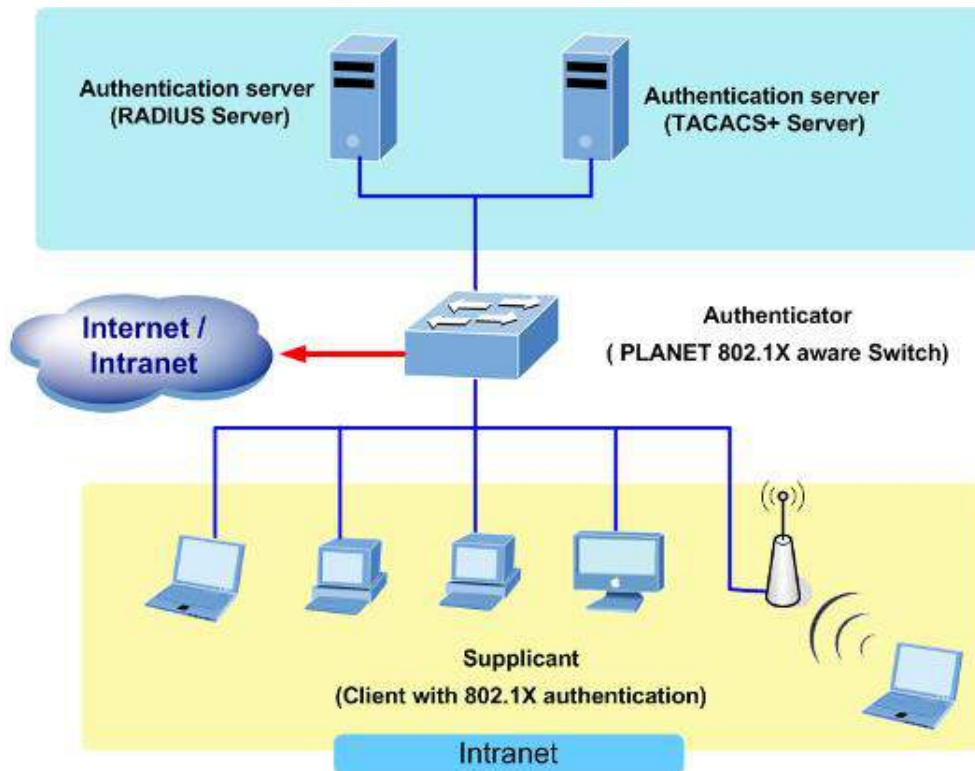 Authentication server
(RADIUS Server)
Authentication server
(TACACS+ Server)
Internet /
Intranet
Authenticator
( PLANET 802.1X aware Switch)
Supplicant
(Client with 802.1X authentication)
Intranet